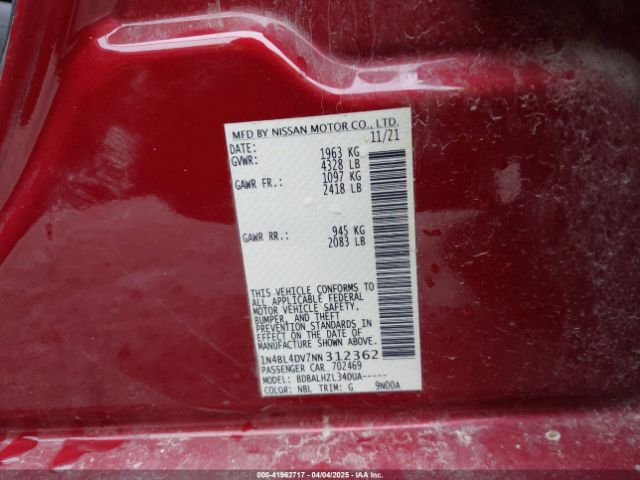 MFD BY NISSAN MOTOR CO., LTD.
DATE: 11/21
GVWR: 1963 KG
4328 LB
GAWR FR.: 1097 KG
2418 LB
GAWR RR.: 945 KG
2083 LB
THIS VEHICLE CONFORMS TO
ALL APPLICABLE FEDERAL
MOTOR VEHICLE SAFETY,
BUMPER, AND THEFT
PREVENTION STANDARDS IN
EFFECT ON THE DATE OF
MANUFACTURE SHOWN ABOVE.
1N4BL4DV7NN312362
PASSENGER CAR 702469
MODEL: BDBALHZL34DUA-----
COLOR: NBL TRIM: G 9N00A
000-41962717 - 04/04/2025 - IAAI.COM